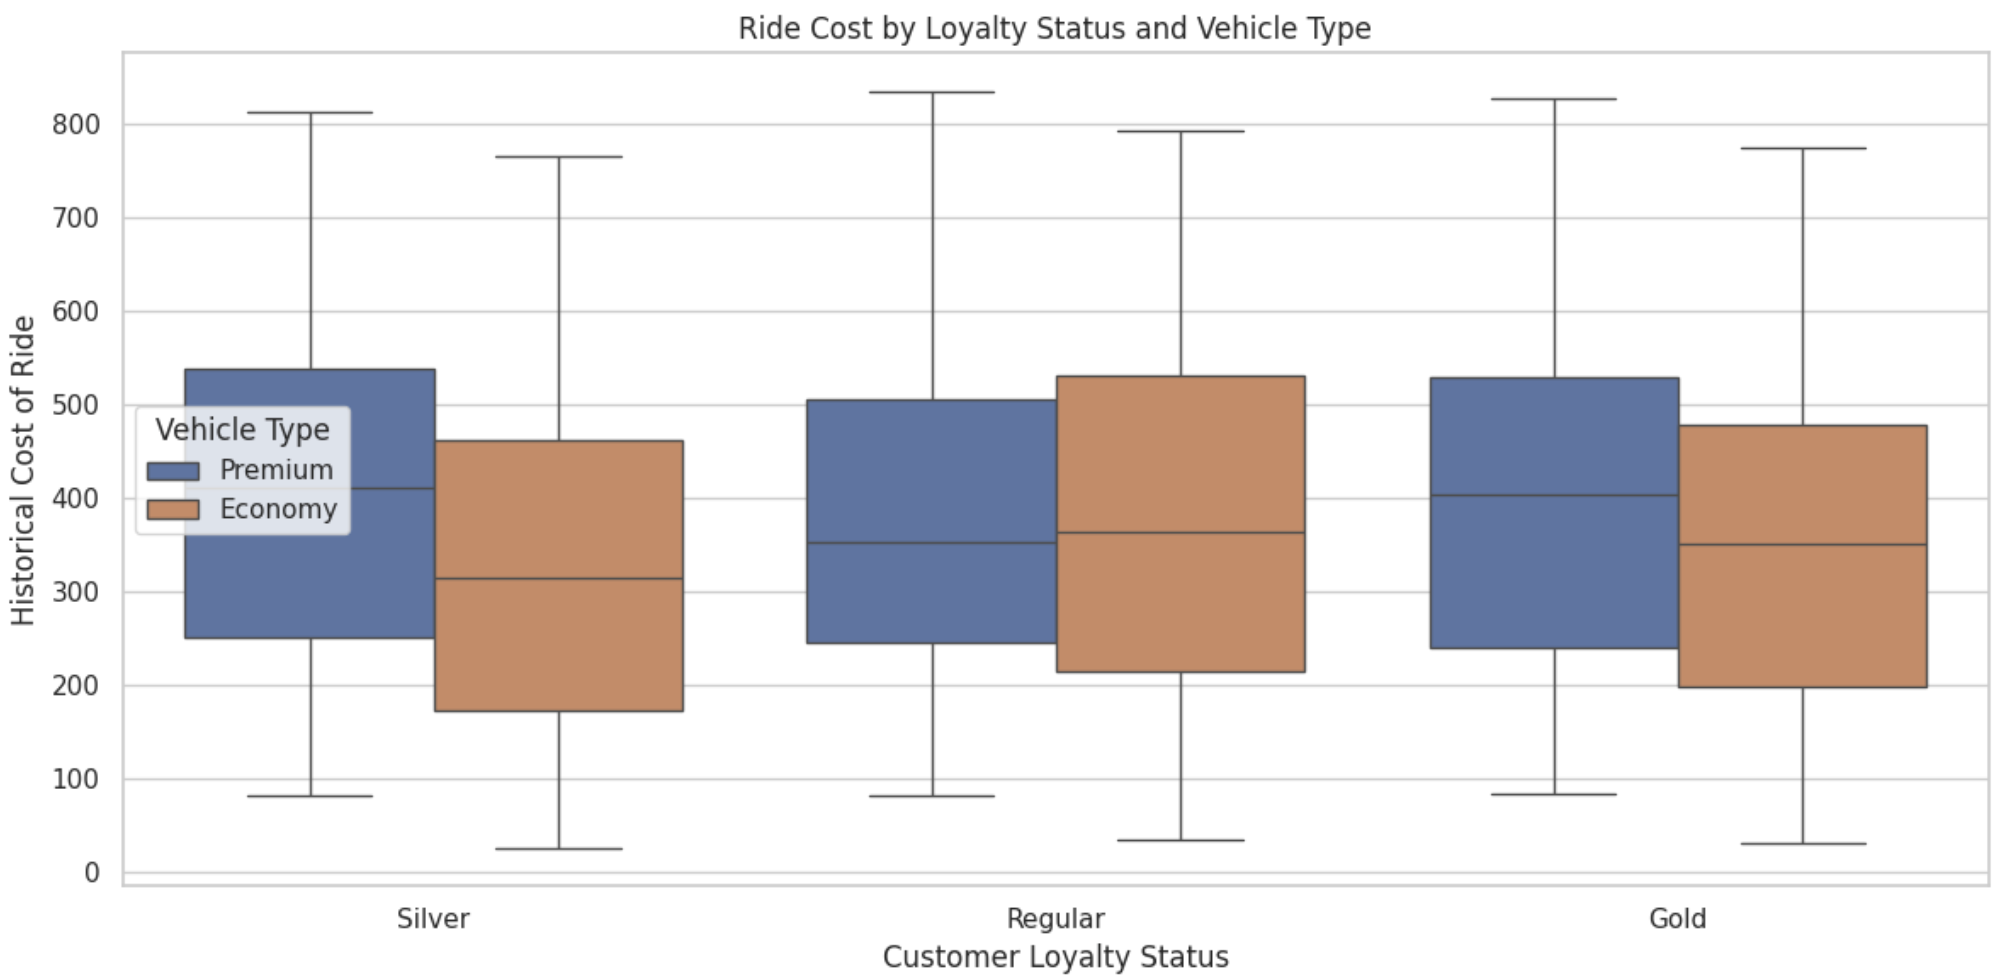 Ride Cost by Loyalty Status and Vehicle Type
Historical Cost of Ride
800
700
600
500
400
300
200
100
0
Vehicle Type
Premium
Economy
Silver
Regular
Gold
Customer Loyalty Status